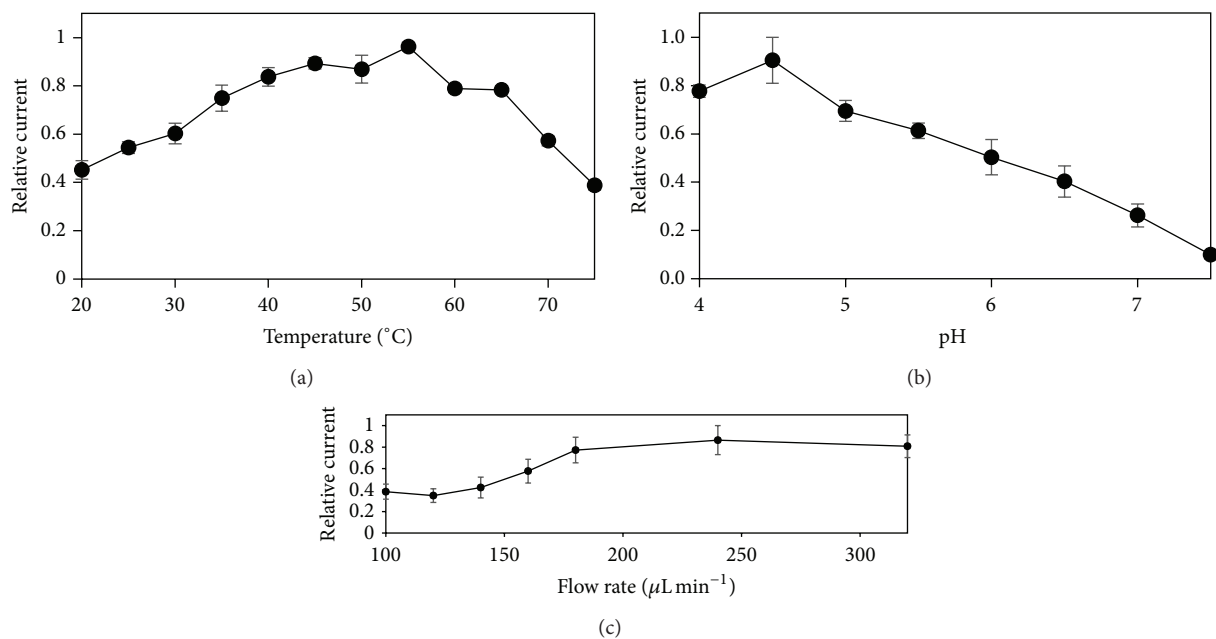 1
0.8
0.6
0.4
0.2
0
Relative current
20 30 40 50 60 70
Temperature (°C)
(a)
1.0
0.8
0.6
0.4
0.2
0.0
Relative current
4 5 6 7
pH
(b)
1
0.8
0.6
0.4
0.2
0
Relative current
100 150 200 250 300
Flow rate (μL min⁻¹)
(c)